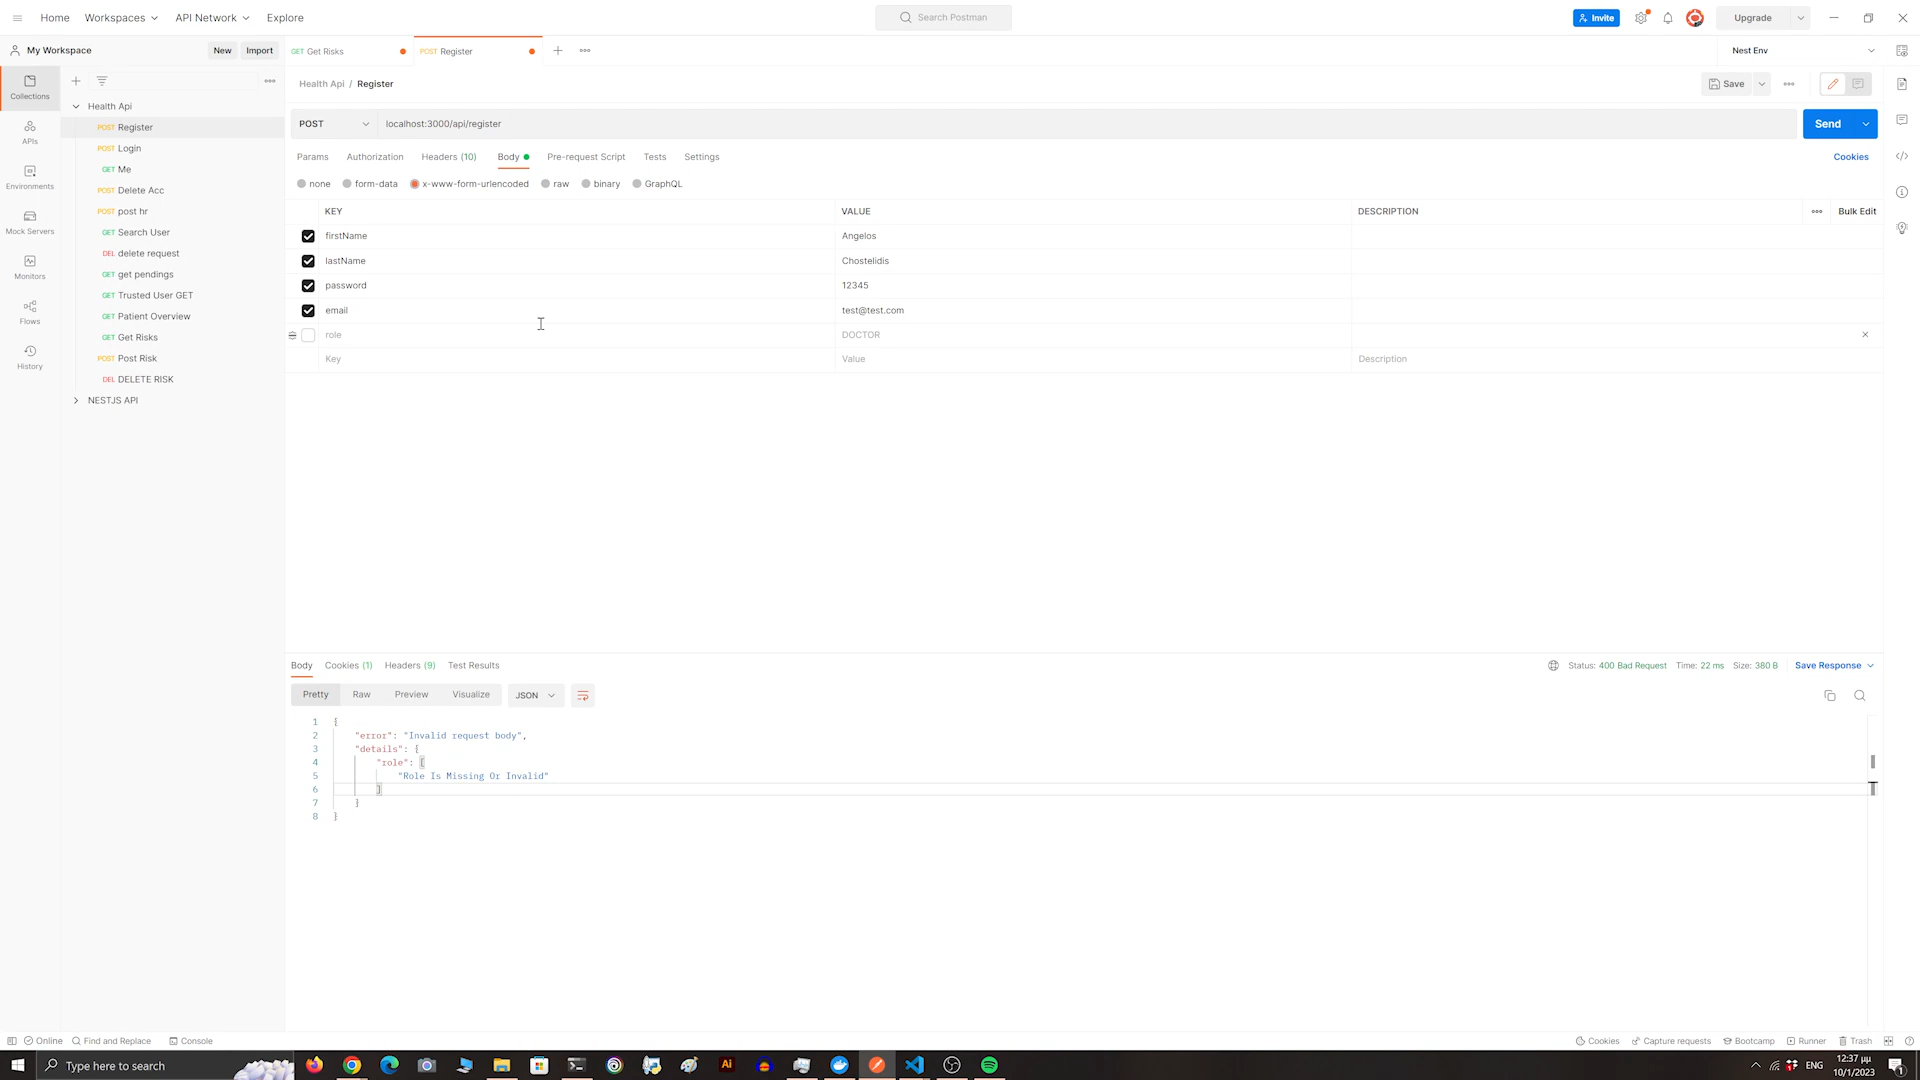 Home Workspaces API Network Explore Search Postman Invite Upgrade
My Workspace New Import GET Get Risks POST Register Nest Env
Health Api / Register Save
Collections
APIs
Environments
Mock Servers
Monitors
Flows
History
Health Api
POST Register
POST Login
GET Me
POST Delete Acc
POST post hr
GET Search User
DEL delete request
GET get pendings
GET Trusted User GET
GET Patient Overview
GET Get Risks
POST Post Risk
DEL DELETE RISK
NESTJS API
POST localhost:3000/api/register Send
Params Authorization Headers (10) Body Pre-request Script Tests Settings Cookies
none form-data x-www-form-urlencoded raw binary GraphQL
KEY VALUE DESCRIPTION Bulk Edit
firstName Angelos
lastName Chostelidis
password 12345
email test@test.com
role DOCTOR
Key Value Description
Body Cookies (1) Headers (9) Test Results Status: 400 Bad Request Time: 22 ms Size: 380 B Save Response
Pretty Raw Preview Visualize JSON
1 {
2 "error": "Invalid request body",
3 "details": {
4 "role": [
5 "Role Is Missing Or Invalid"
6 ]
7 }
8 }
Online Find and Replace Console Cookies Capture requests Bootcamp Runner Trash
Type here to search Ai ENG 12:37 μμ
10/1/2023 1